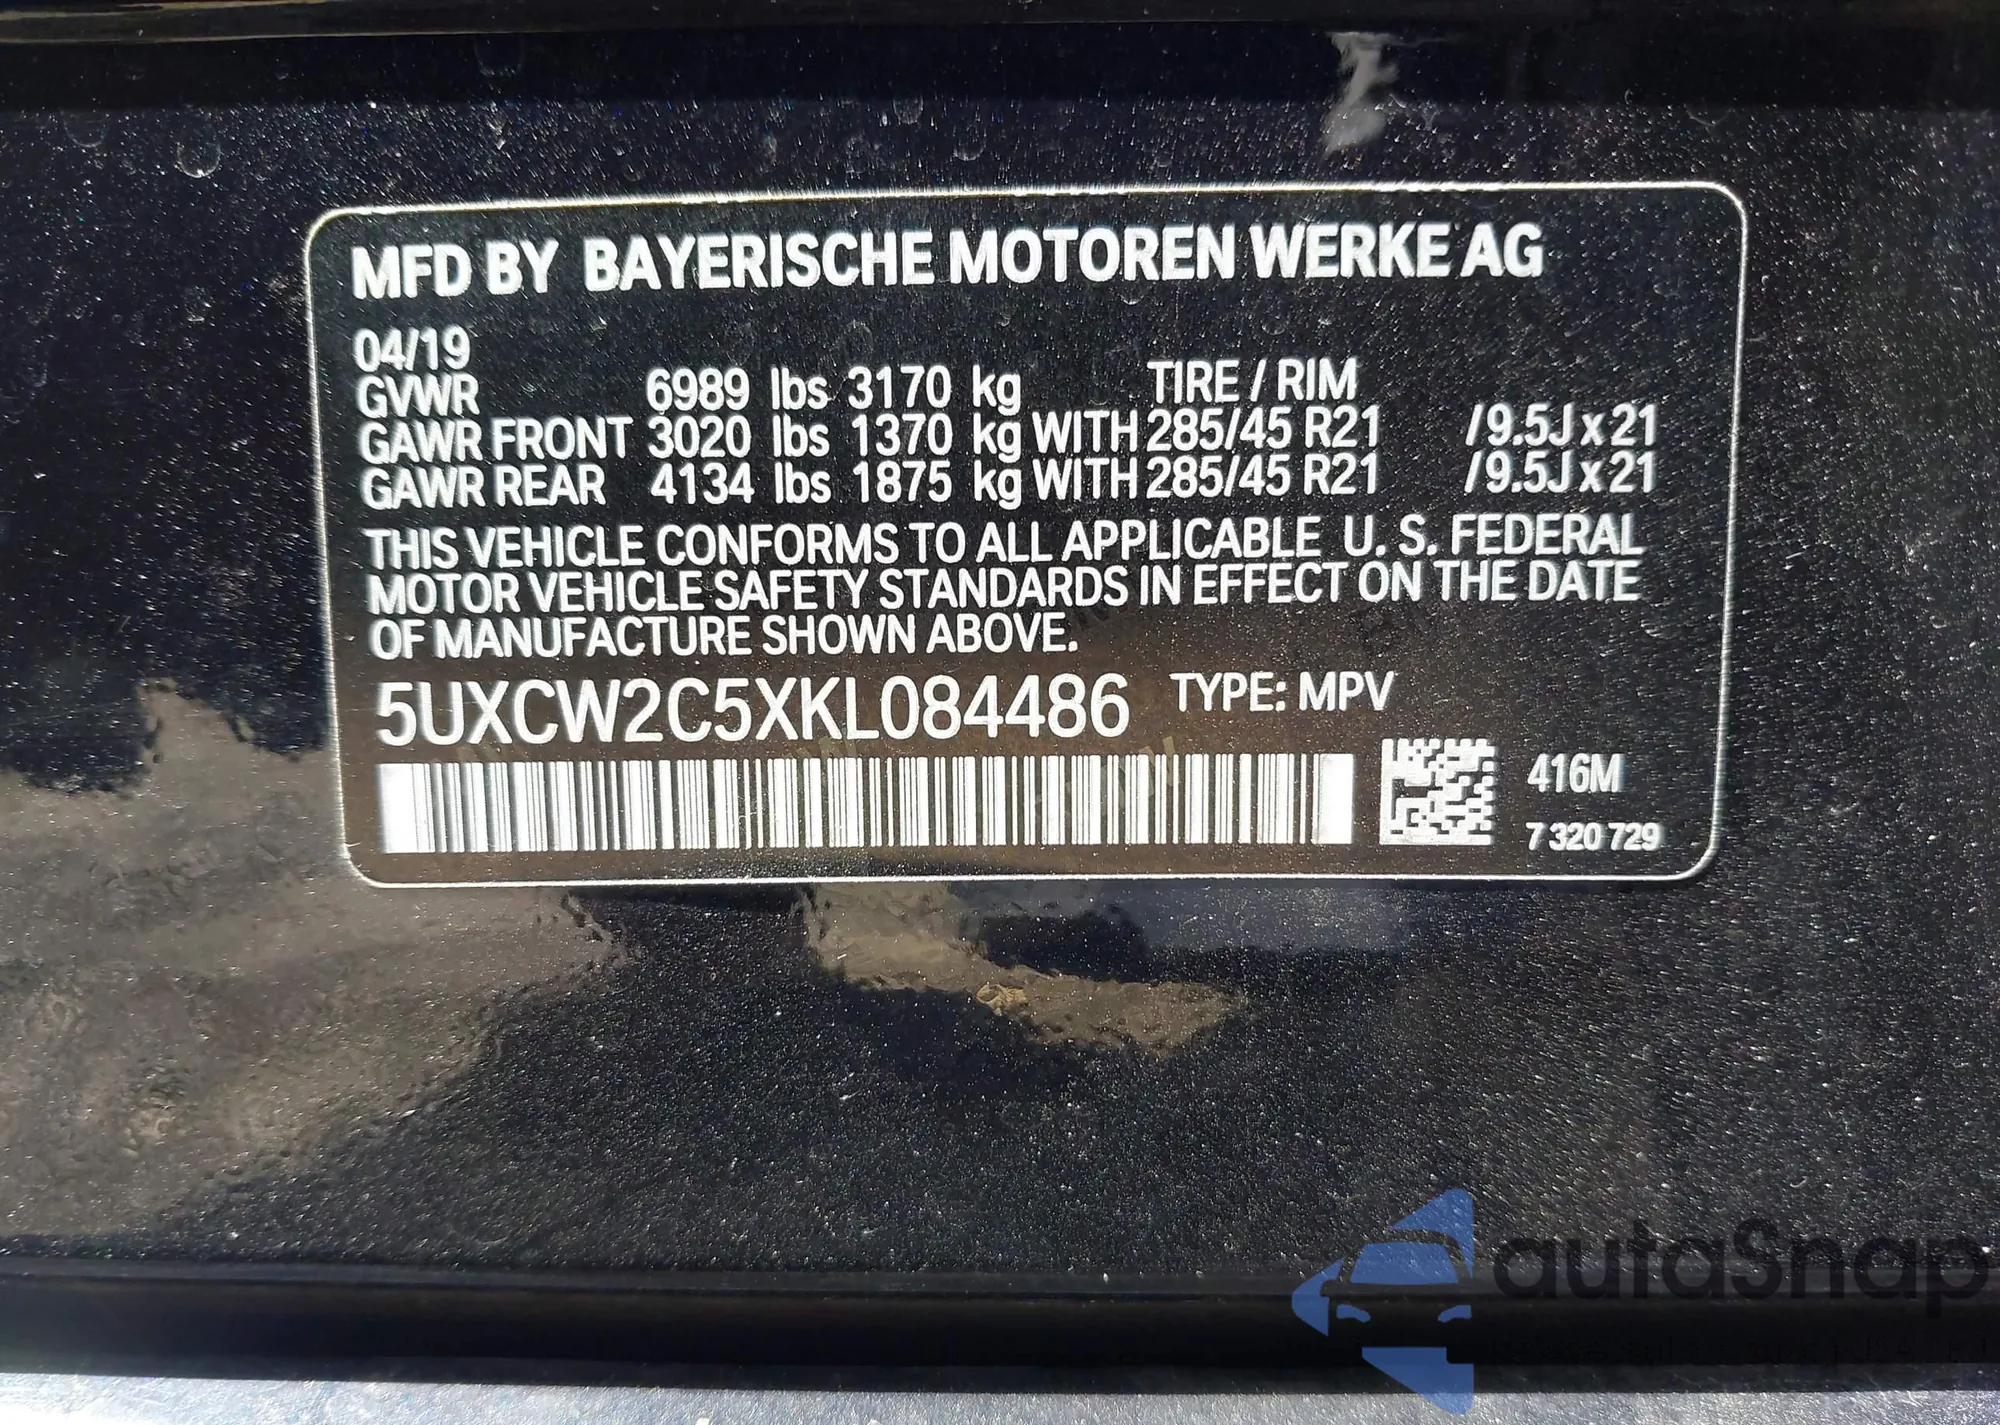 MFD BY BAYERISCHE MOTOREN WERKE AG
04/19
GVWR 6989 lbs 3170 kg TIRE / RIM
GAWR FRONT 3020 lbs 1370 kg WITH 285/45 R21 /9.5J x 21
GAWR REAR 4134 lbs 1875 kg WITH 285/45 R21 /9.5J x 21
THIS VEHICLE CONFORMS TO ALL APPLICABLE U. S. FEDERAL
MOTOR VEHICLE SAFETY STANDARDS IN EFFECT ON THE DATE
OF MANUFACTURE SHOWN ABOVE.
5UXCW2C5XKL084486 TYPE: MPV
416M
7 320 729
autaSnap